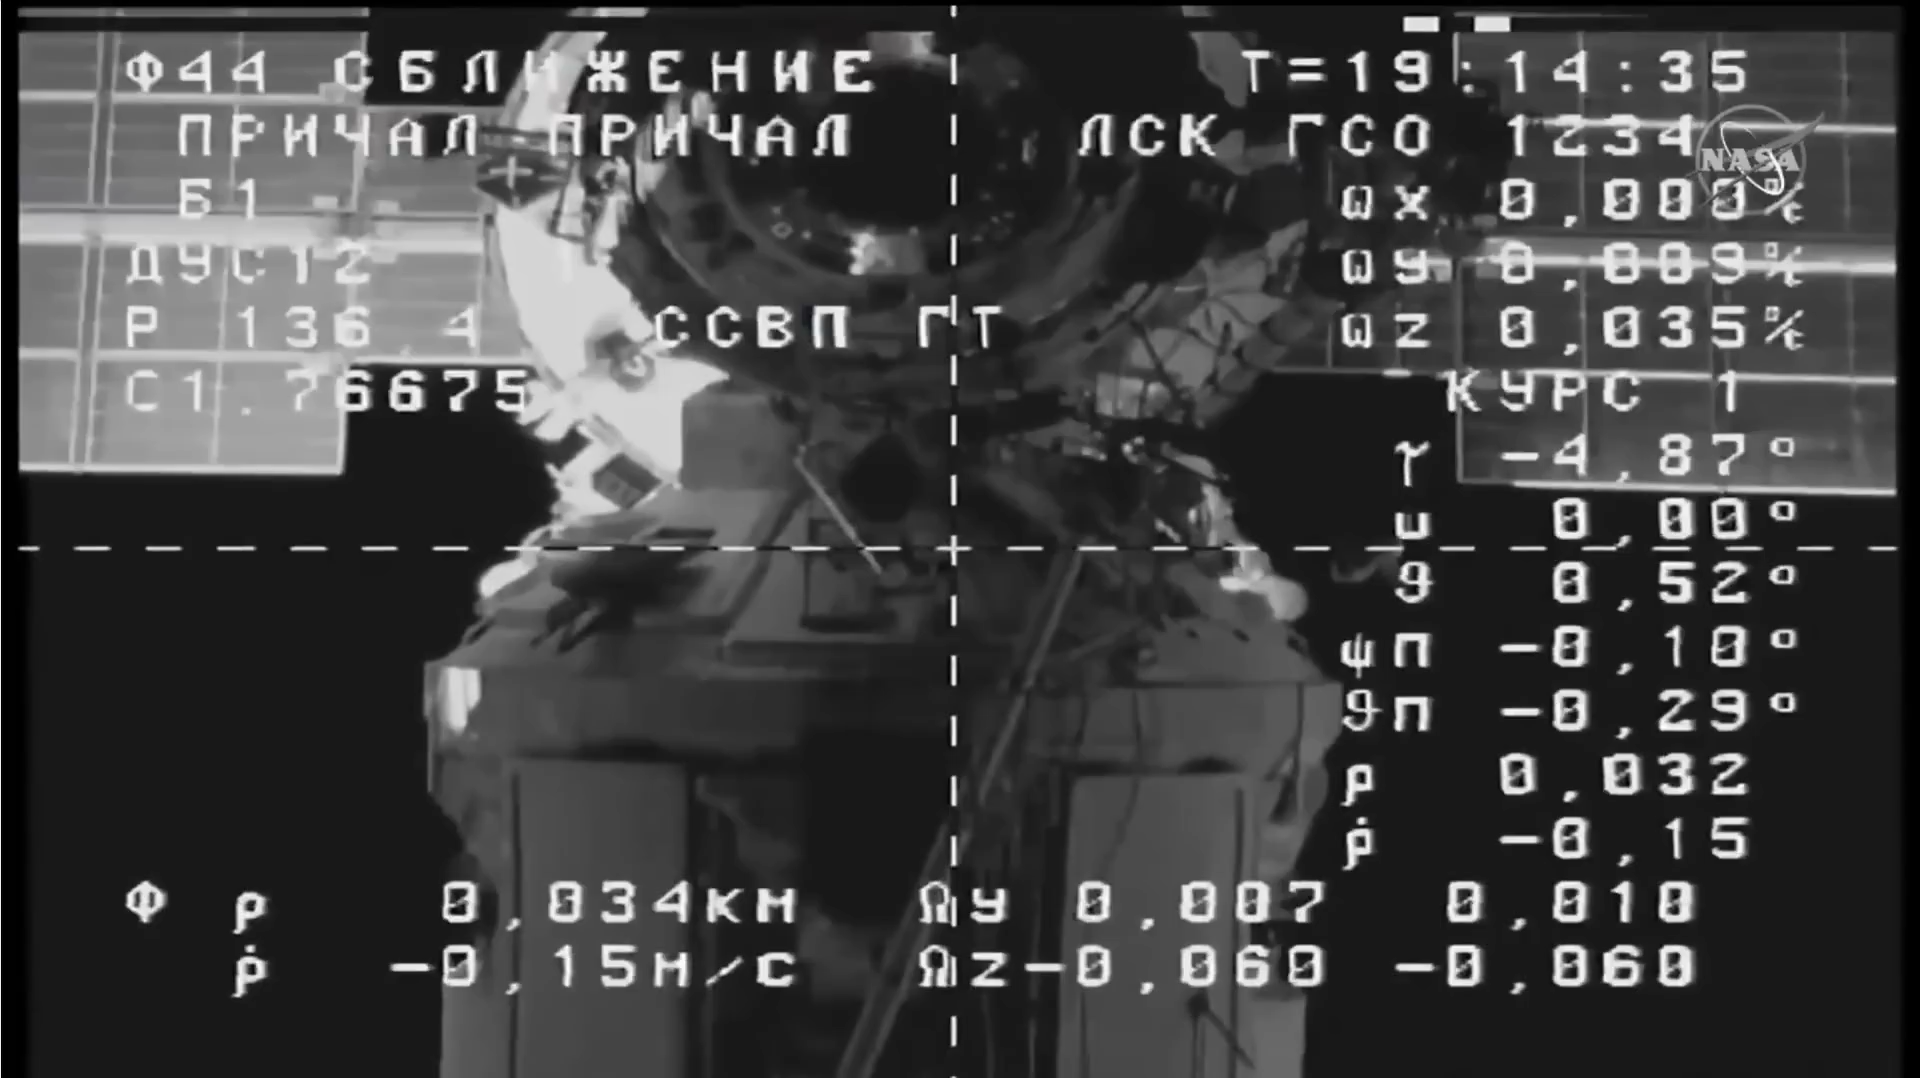 Ф44 СБЛИЖЕНИЕ Т=19:14:35
ПРИЧАЛ ПРИЧАЛ ЛСК ГСО 1234
NASA
Б1 ωx 0,000°/с
ДУС12 ωy 0,009°/с
Р 136.4 ССВП ГТ ωz 0,035°/с
С1.76675 КУРС 1
γ -4,87°
ш 0,00°
ϑ 0,52°
ψп -0,10°
ϑп -0,29°
ρ 0,032
ρ̇ -0,15
Ф ρ 0,034км Ωy 0,007 0,010
ρ̇ -0,15м/с Ωz-0,060 -0,060